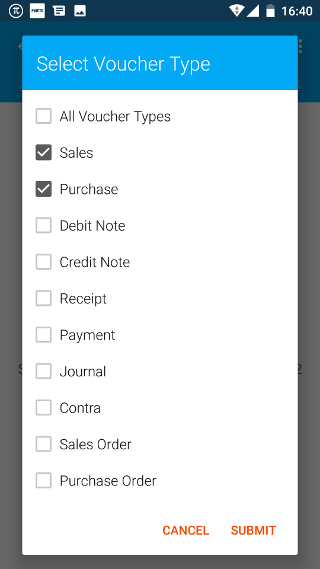 16:40
Select Voucher Type
All Voucher Types
Sales
Purchase
Debit Note
Credit Note
Receipt
Payment
Journal
Contra
Sales Order
Purchase Order
CANCEL SUBMIT